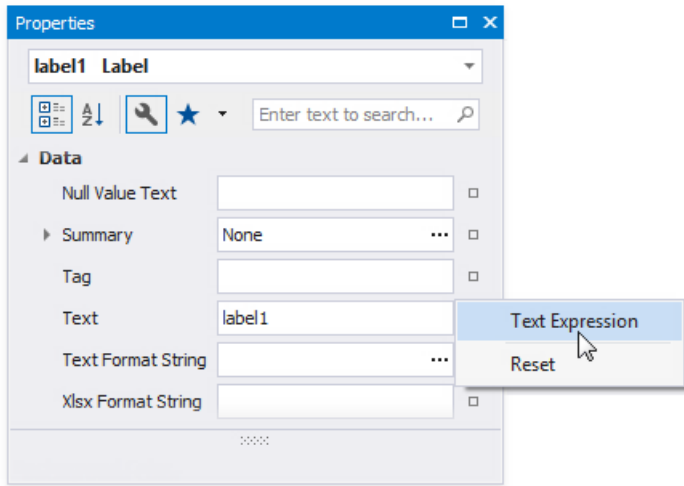 Properties
label1 Label
Enter text to search...
Data
Null Value Text
Summary None
Tag
Text label1
Text Expression
Text Format String
Reset
Xlsx Format String